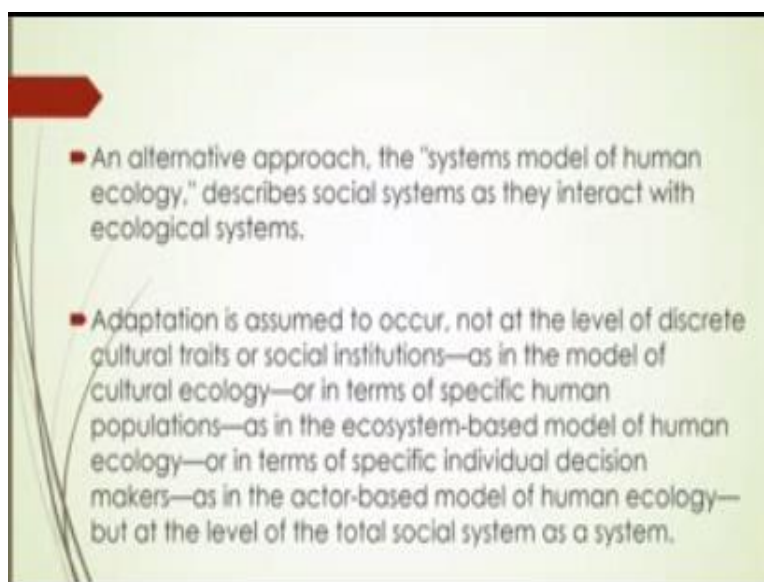 An alternative approach, the "systems model of human
ecology," describes social systems as they interact with
ecological systems.
Adaptation is assumed to occur, not at the level of discrete
cultural traits or social institutions—as in the model of
cultural ecology—or in terms of specific human
populations—as in the ecosystem-based model of human
ecology—or in terms of specific individual decision
makers—as in the actor-based model of human ecology—
but at the level of the total social system as a system.